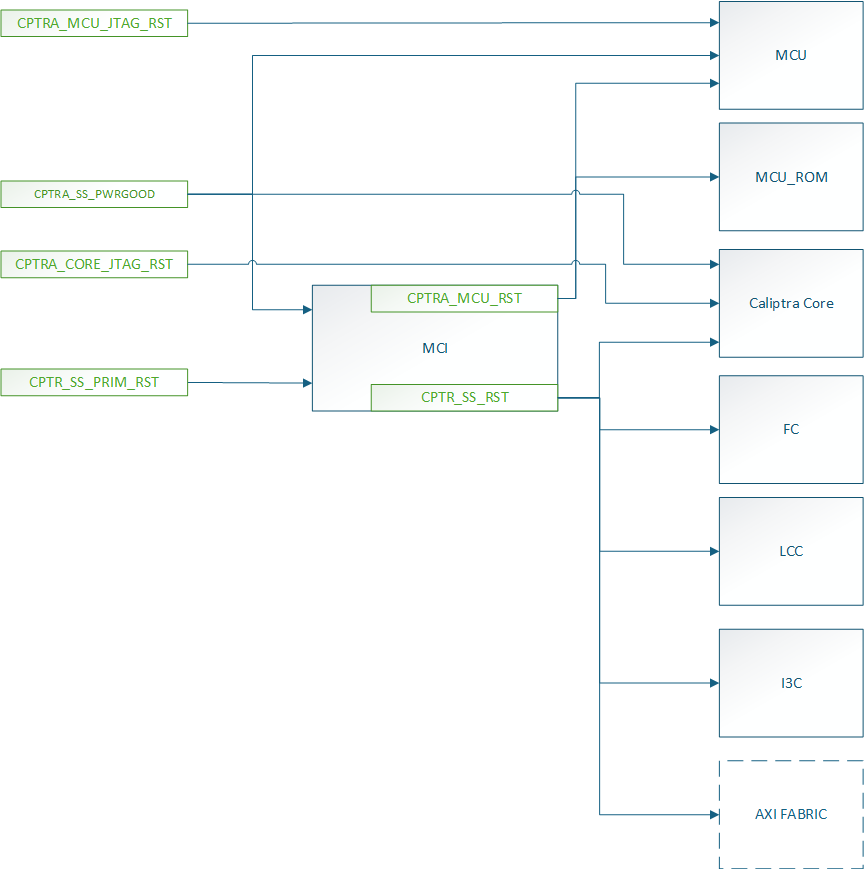 CPTRA_MCU_JTAG_RST
MCU
MCU_ROM
CPTRA_SS_PWRGOOD
CPTRA_CORE_JTAG_RST
CPTRA_MCU_RST
Caliptra Core
MCI
CPTR_SS_PRIM_RST
CPTR_SS_RST
FC
LCC
I3C
AXI FABRIC